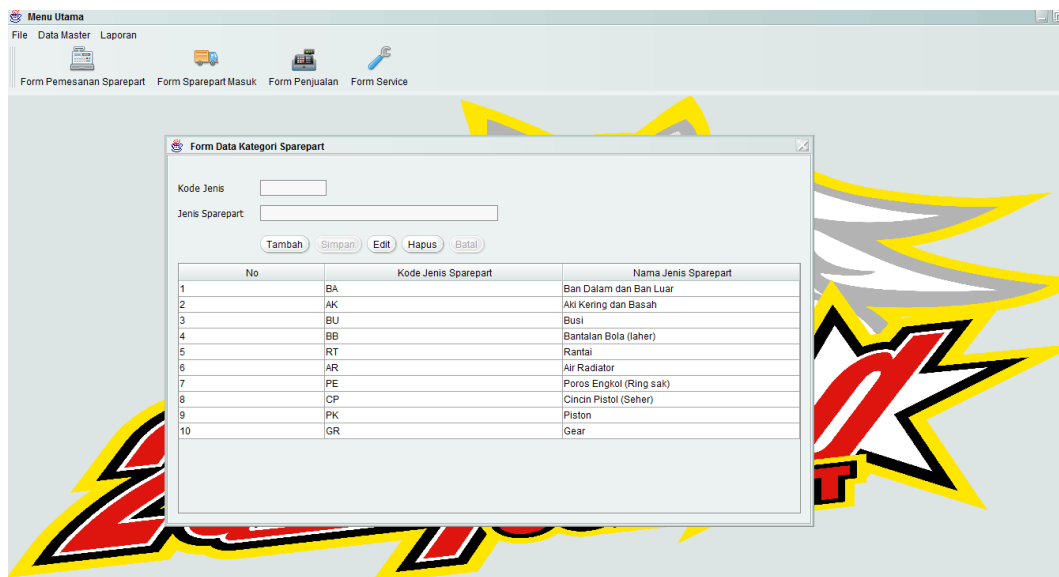 Menu Utama
File Data Master Laporan
Form Pemesanan Sparepart Form Sparepart Masuk Form Penjualan Form Service
Form Data Kategori Sparepart
Kode Jenis
Jenis Sparepart
Tambah Simpan Edit Hapus Batal
No Kode Jenis Sparepart Nama Jenis Sparepart
1 BA Ban Dalam dan Ban Luar
2 AK Aki Kering dan Basah
3 BU Busi
4 BB Bantalan Bola (laher)
5 RT Rantai
6 AR Air Radiator
7 PE Poros Engkol (Ring sak)
8 CP Cincin Pistol (Seher)
9 PK Piston
10 GR Gear